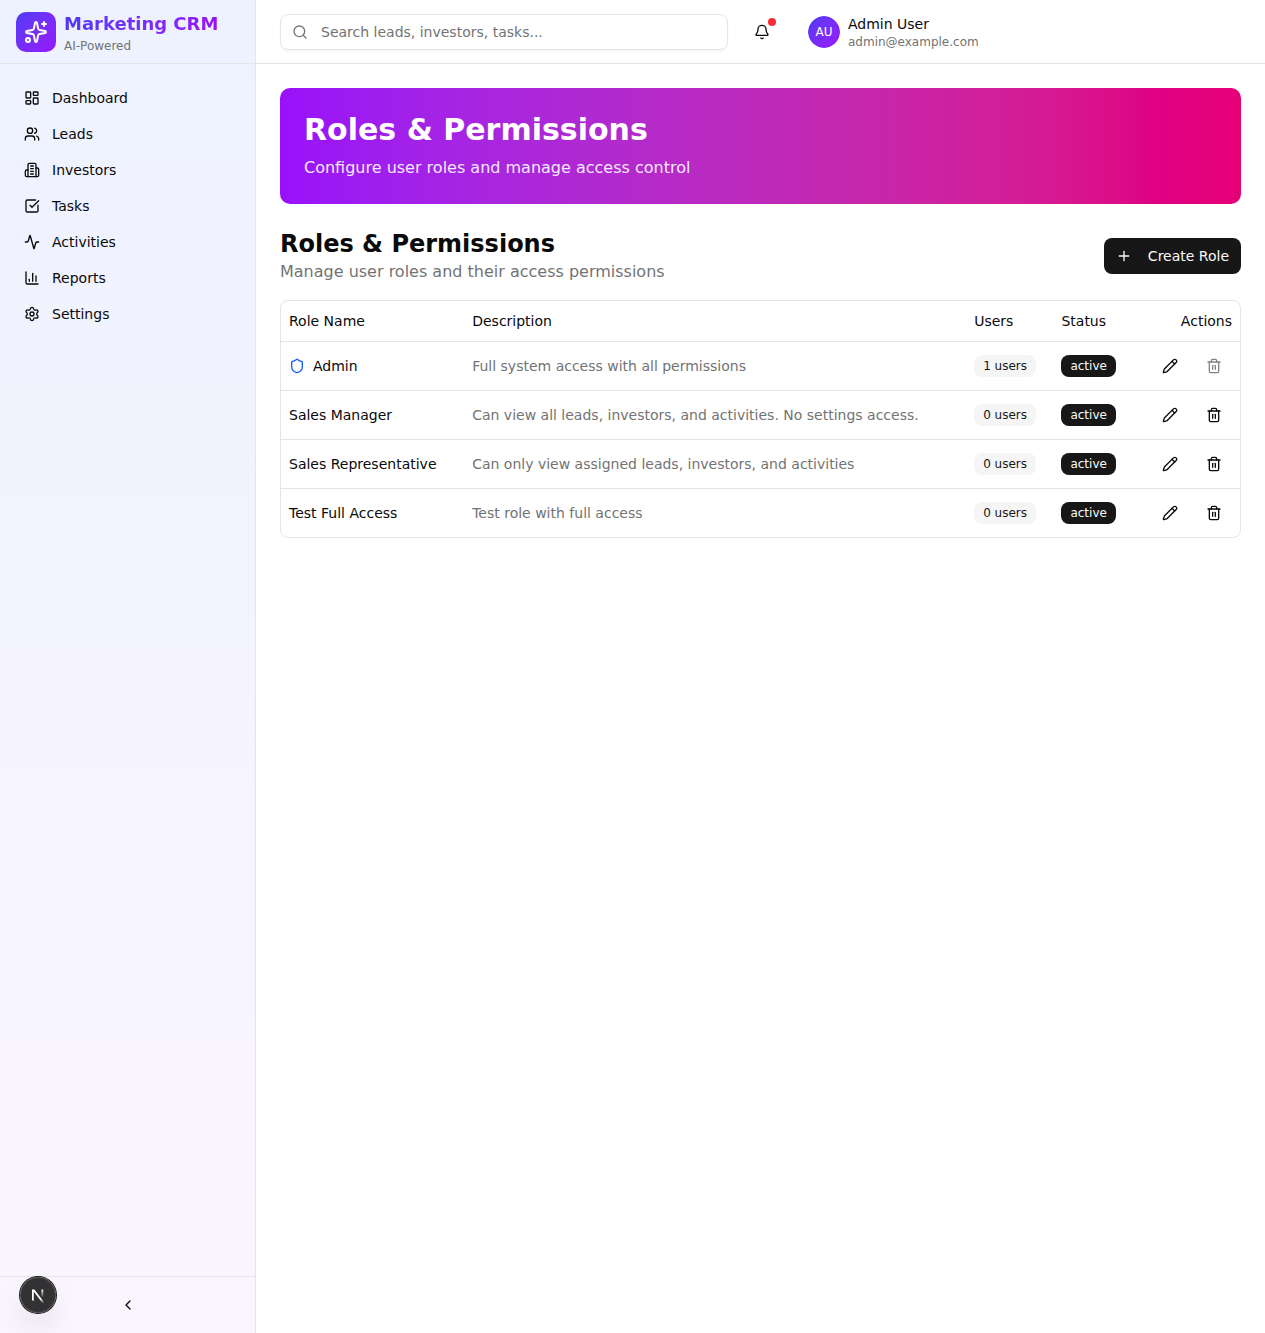 Marketing CRM
AI-Powered
Dashboard
Leads
Investors
Tasks
Activities
Reports
Settings
N
Search leads, investors, tasks...
AU
Admin User
admin@example.com
Roles & Permissions
Configure user roles and manage access control
Roles & Permissions
Manage user roles and their access permissions
Create Role
Role Name Description Users Status Actions
Admin Full system access with all permissions 1 users active
Sales Manager Can view all leads, investors, and activities. No settings access. 0 users active
Sales Representative Can only view assigned leads, investors, and activities 0 users active
Test Full Access Test role with full access 0 users active